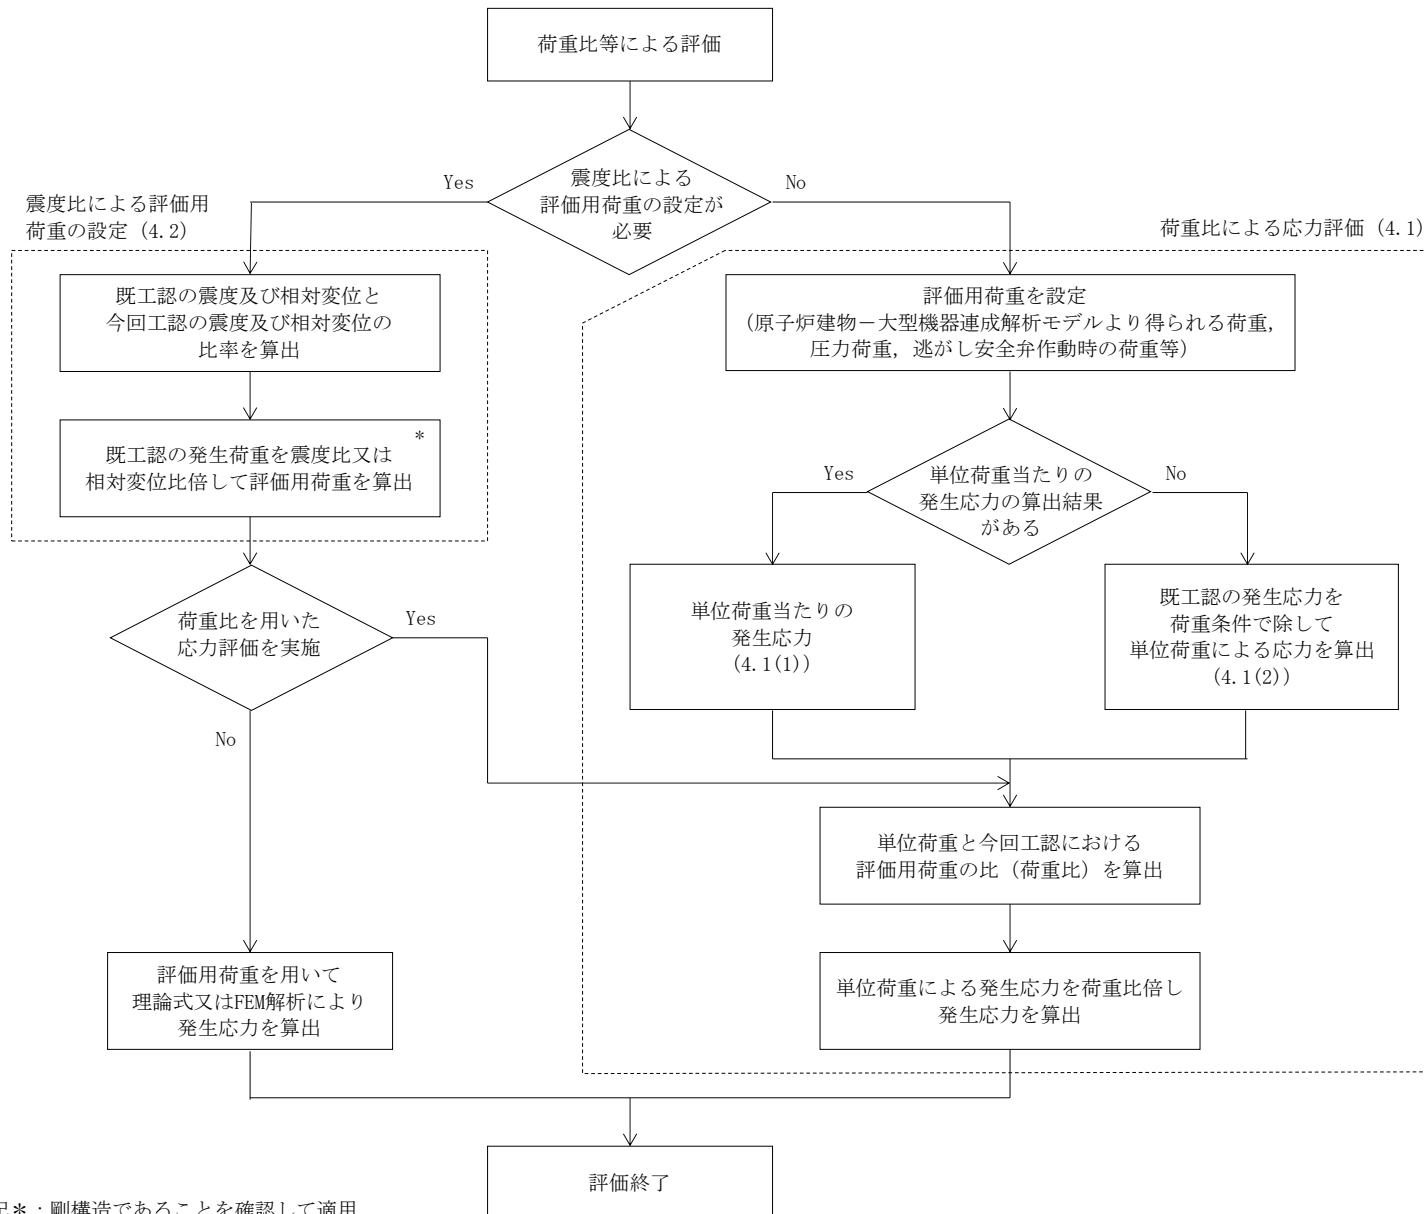 荷重比等による評価
震度比による
評価用荷重の設定が
必要
Yes
No
震度比による評価用
荷重の設定 (4.2)
荷重比による応力評価 (4.1)
既工認の震度及び相対変位と
今回工認の震度及び相対変位の
比率を算出
評価用荷重を設定
(原子炉建物－大型機器連成解析モデルより得られる荷重,
圧力荷重, 逃がし安全弁作動時の荷重等)
*
既工認の発生荷重を震度比又は
相対変位比倍して評価用荷重を算出
Yes
単位荷重当たりの
発生応力の算出結果
がある
No
荷重比を用いた
応力評価を実施
Yes
No
単位荷重当たりの
発生応力
(4.1(1))
既工認の発生応力を
荷重条件で除して
単位荷重による応力を算出
(4.1(2))
単位荷重と今回工認における
評価用荷重の比（荷重比）を算出
評価用荷重を用いて
理論式又はFEM解析により
発生応力を算出
単位荷重による発生応力を荷重比倍し
発生応力を算出
評価終了
記＊：剛構造であることを確認して適用